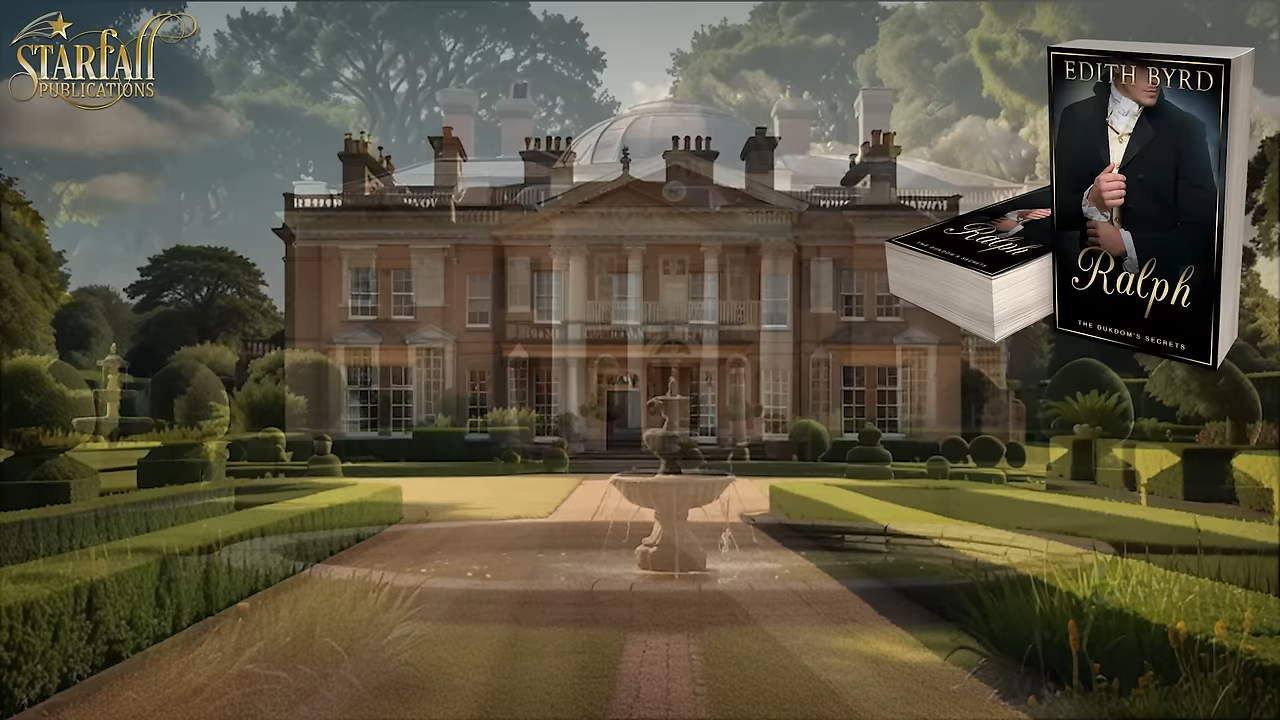 STARfall
PUBLICATIONS
EDITH BYRD
Ralph
THE DUKDOM'S SECRETS
Ralph
THE DUKDOM'S SECRETS